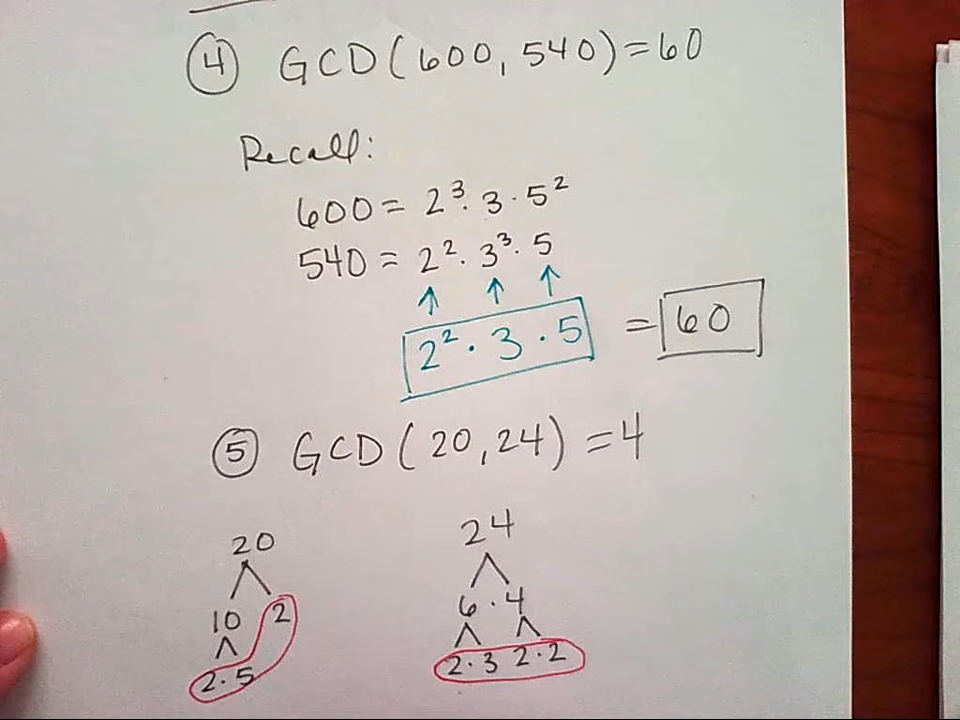 ④ GCD(600, 540) = 60
Recall:
600 = 2³ · 3 · 5²
540 = 2² · 3³ · 5
↑ ↑ ↑
2² · 3 · 5 = 60
⑤ GCD(20, 24) = 4
20 24
10 2 6 · 4
2 · 5 2 · 3 2 · 2